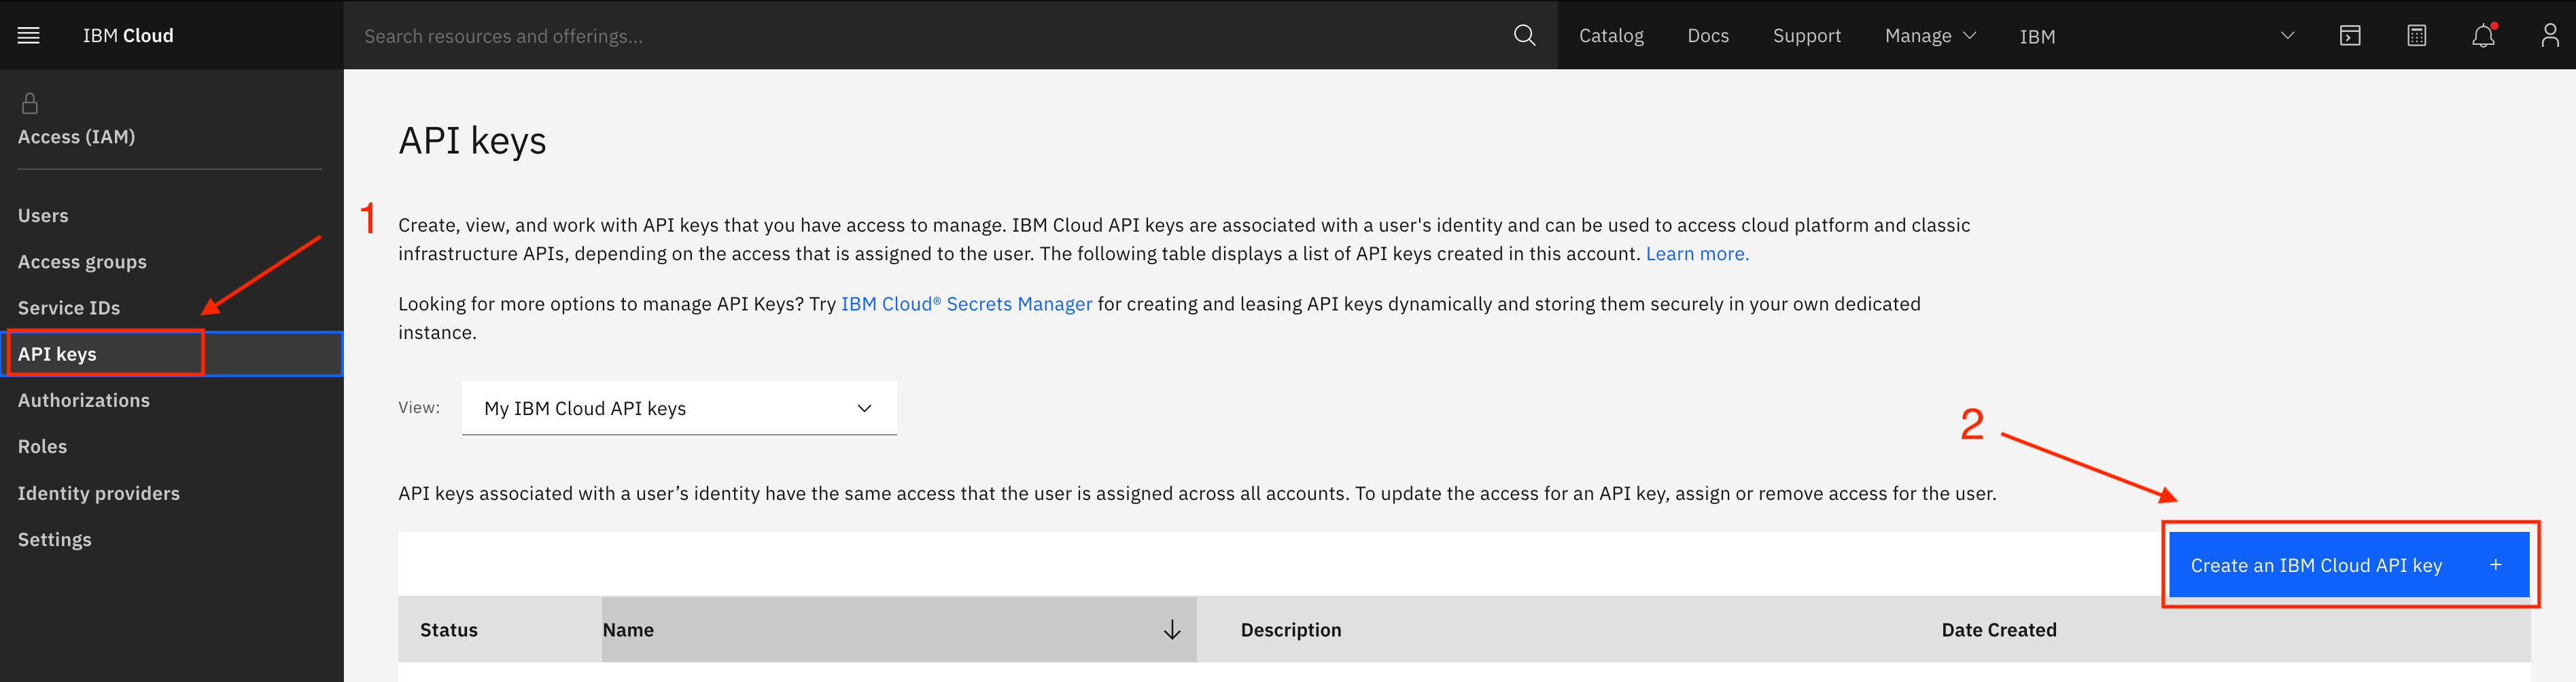 IBM Cloud
Search resources and offerings...
Catalog
Docs
Support
Manage
IBM
Access (IAM)
Users
Access groups
Service IDs
API keys
Authorizations
Roles
Identity providers
Settings
1
API keys
Create, view, and work with API keys that you have access to manage. IBM Cloud API keys are associated with a user's identity and can be used to access cloud platform and classic
infrastructure APIs, depending on the access that is assigned to the user. The following table displays a list of API keys created in this account. Learn more.
Looking for more options to manage API Keys? Try IBM Cloud® Secrets Manager for creating and leasing API keys dynamically and storing them securely in your own dedicated
instance.
View:
My IBM Cloud API keys
2
API keys associated with a user’s identity have the same access that the user is assigned across all accounts. To update the access for an API key, assign or remove access for the user.
Create an IBM Cloud API key +
Status
Name
Description
Date Created